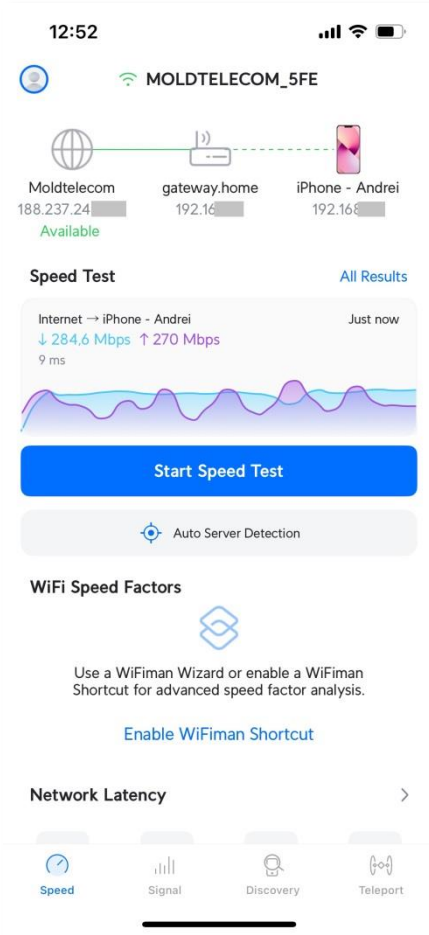 12:52
MOLDTELECOM_5FE
Moldtelecom gateway.home iPhone - Andrei
188.237.24 192.16 192.168
Available
Speed Test All Results
Internet → iPhone - Andrei Just now
↓ 284,6 Mbps ↑ 270 Mbps
9 ms
Start Speed Test
Auto Server Detection
WiFi Speed Factors
Use a WiFiman Wizard or enable a WiFiman
Shortcut for advanced speed factor analysis.
Enable WiFiman Shortcut
Network Latency
Speed Signal Discovery Teleport